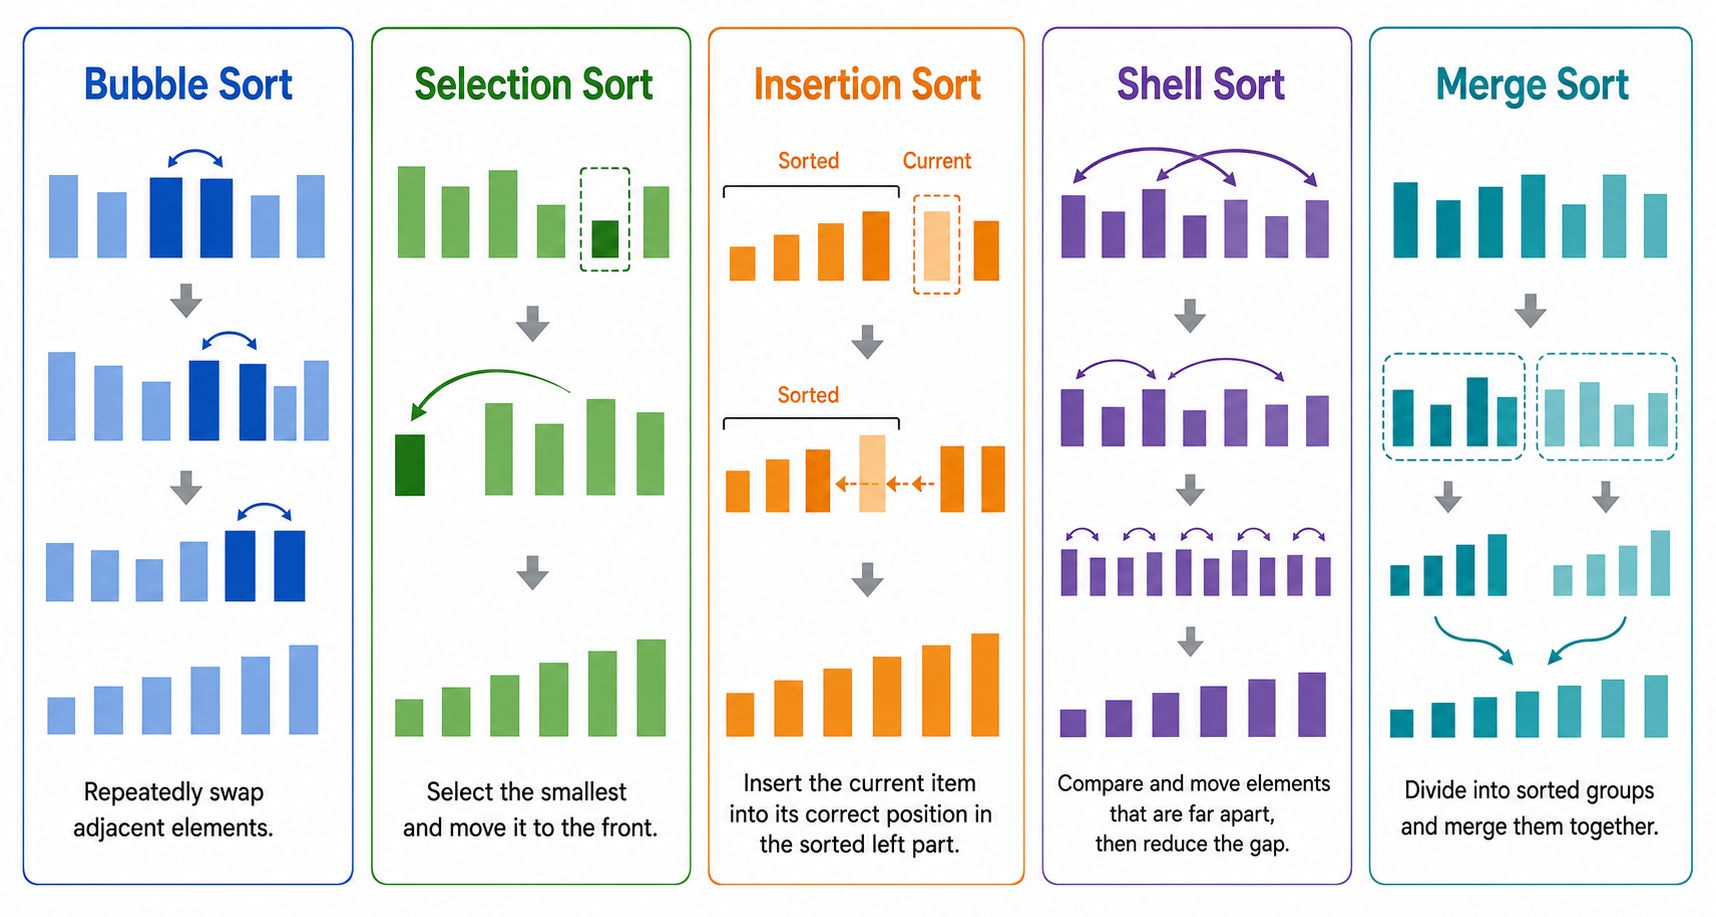 Bubble Sort
Repeatedly swap
adjacent elements.
Selection Sort
Select the smallest
and move it to the front.
Insertion Sort
Sorted
Current
Sorted
Insert the current item
into its correct position in
the sorted left part.
Shell Sort
Compare and move elements
that are far apart,
then reduce the gap.
Merge Sort
Divide into sorted groups
and merge them together.